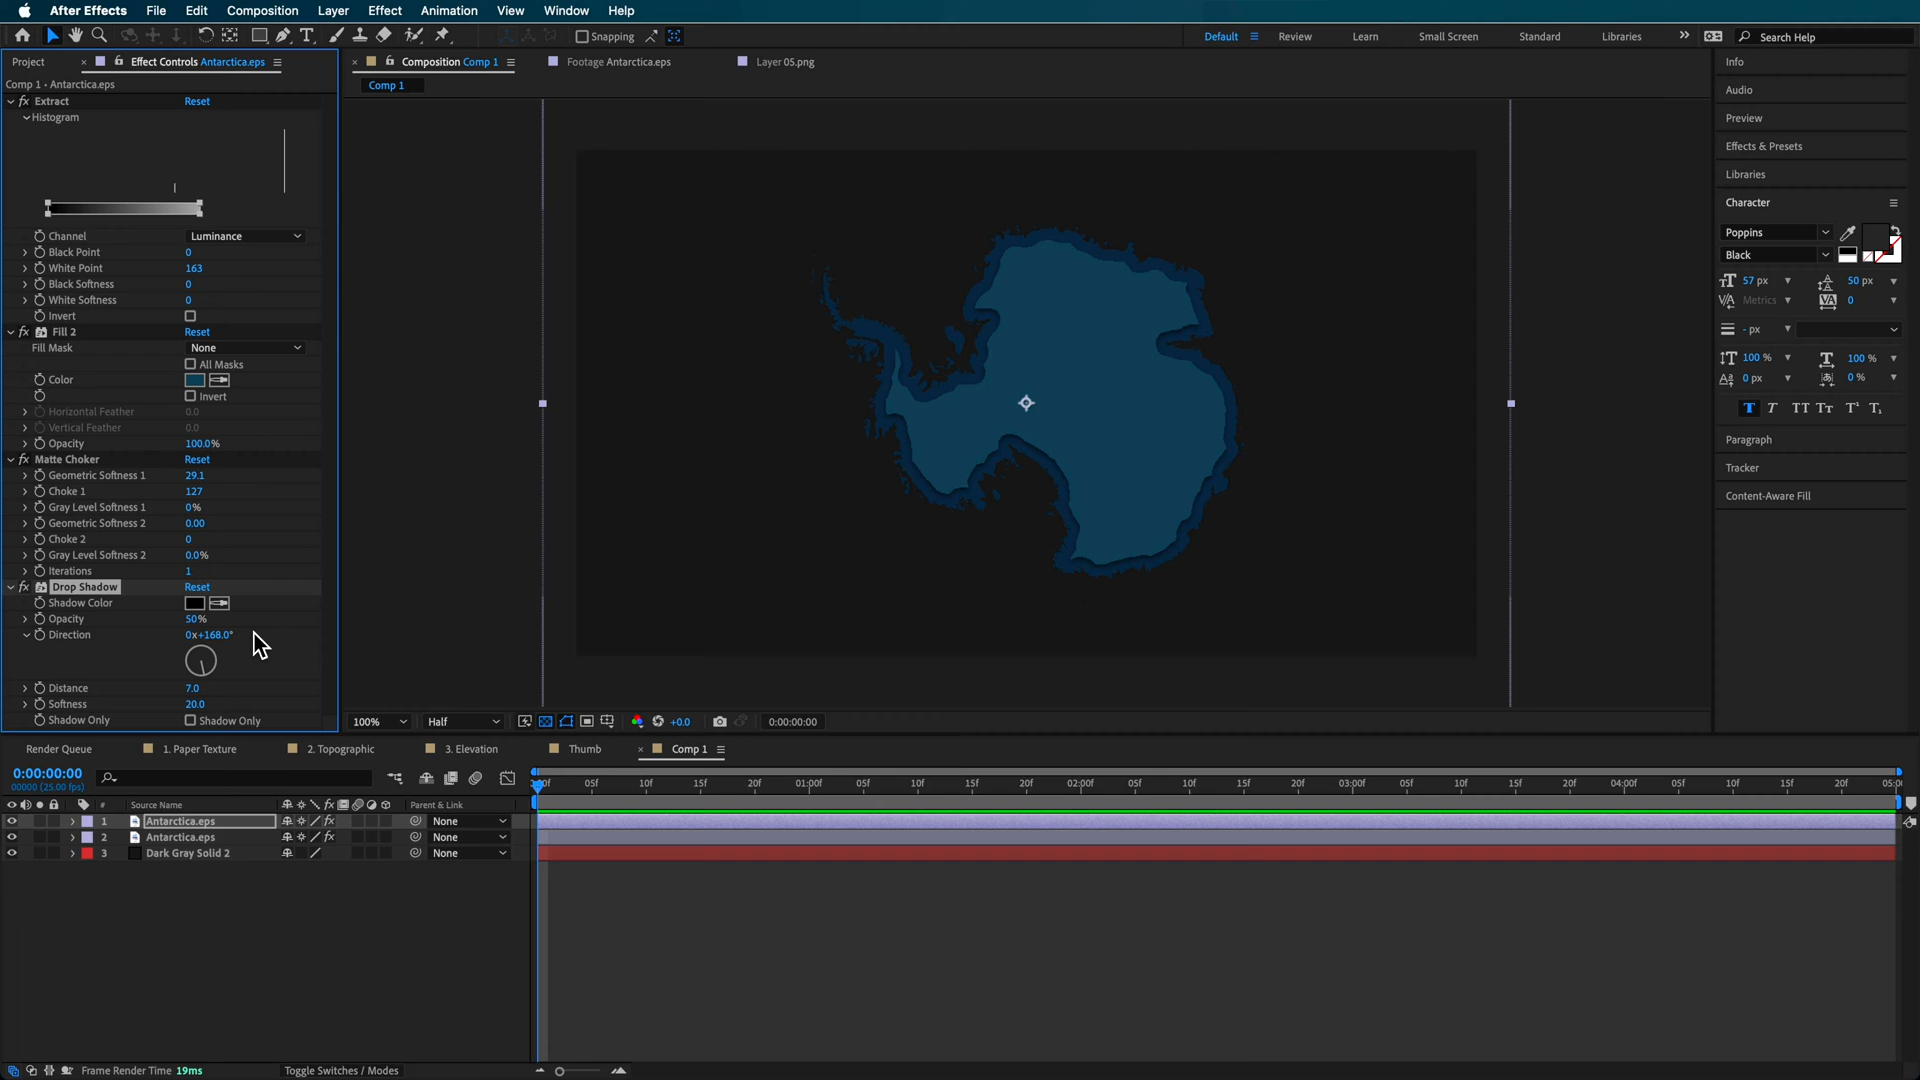 After Effects File Edit Composition Layer Effect Animation View Window Help
Snapping Default Review Learn Small Screen Standard Libraries Search Help
Project Effect Controls Antarctica.eps Composition Comp 1 Footage Antarctica.eps Layer 05.png
Comp 1 • Antarctica.eps
Comp 1
Extract Reset
Histogram
Channel Luminance
Black Point 0
White Point 163
Black Softness 0
White Softness 0
Invert
Fill 2 Reset
Fill Mask None
All Masks
Color
Invert
Horizontal Feather 0.0
Vertical Feather 0.0
Opacity 100.0%
Matte Choker Reset
Geometric Softness 1 29.1
Choke 1 127
Gray Level Softness 1 0%
Geometric Softness 2 0.00
Choke 2 0
Gray Level Softness 2 0.0%
Iterations 1
Drop Shadow Reset
Shadow Color
Opacity 50%
Direction 0x+168.0°
Distance 7.0
Softness 20.0
Shadow Only Shadow Only
100% Half +0.0 0:00:00:00
Info
Audio
Preview
Effects & Presets
Libraries
Character
Poppins
Black
57 px 50 px
Metrics 0
- px
100 % 100 %
0 px 0 %
T T TT Tt T¹ T₁
Paragraph
Tracker
Content-Aware Fill
Render Queue 1. Paper Texture 2. Topographic 3. Elevation Thumb Comp 1
0:00:00:00
00000 (25.00 fps)
:00f 05f 10f 15f 20f 01:00f 05f 10f 15f 20f 02:00f 05f 10f 15f 20f 03:00f 05f 10f 15f 20f 04:00f 05f 10f 15f 20f 05:0
# Source Name Parent & Link
1 Antarctica.eps None
2 Antarctica.eps None
3 Dark Gray Solid 2 None
Frame Render Time 19ms Toggle Switches / Modes